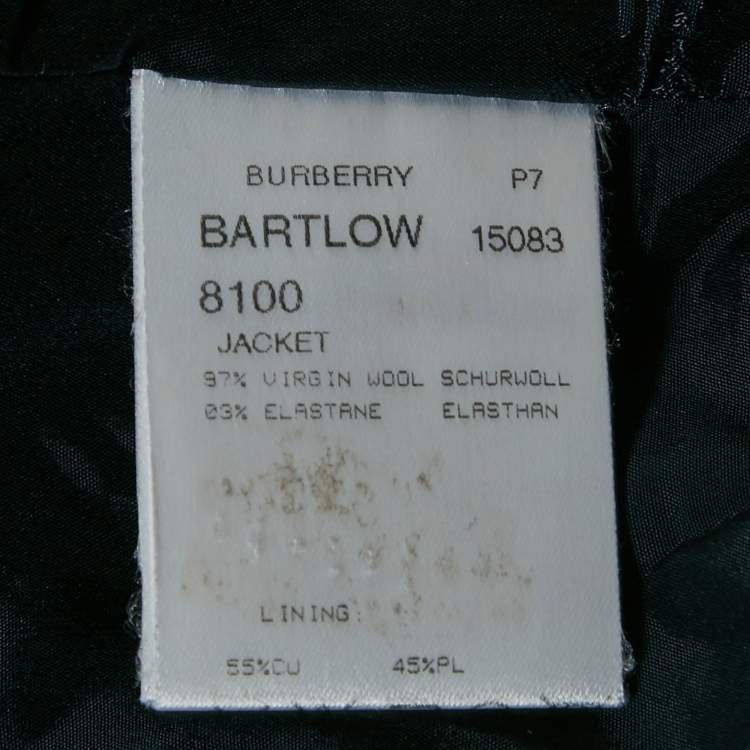 BURBERRY P7
BARTLOW 15083
8100
JACKET
97% VIRGIN WOOL SCHURWOLL
03% ELASTANE ELASTHAN
LINING:
55%CU 45%PL